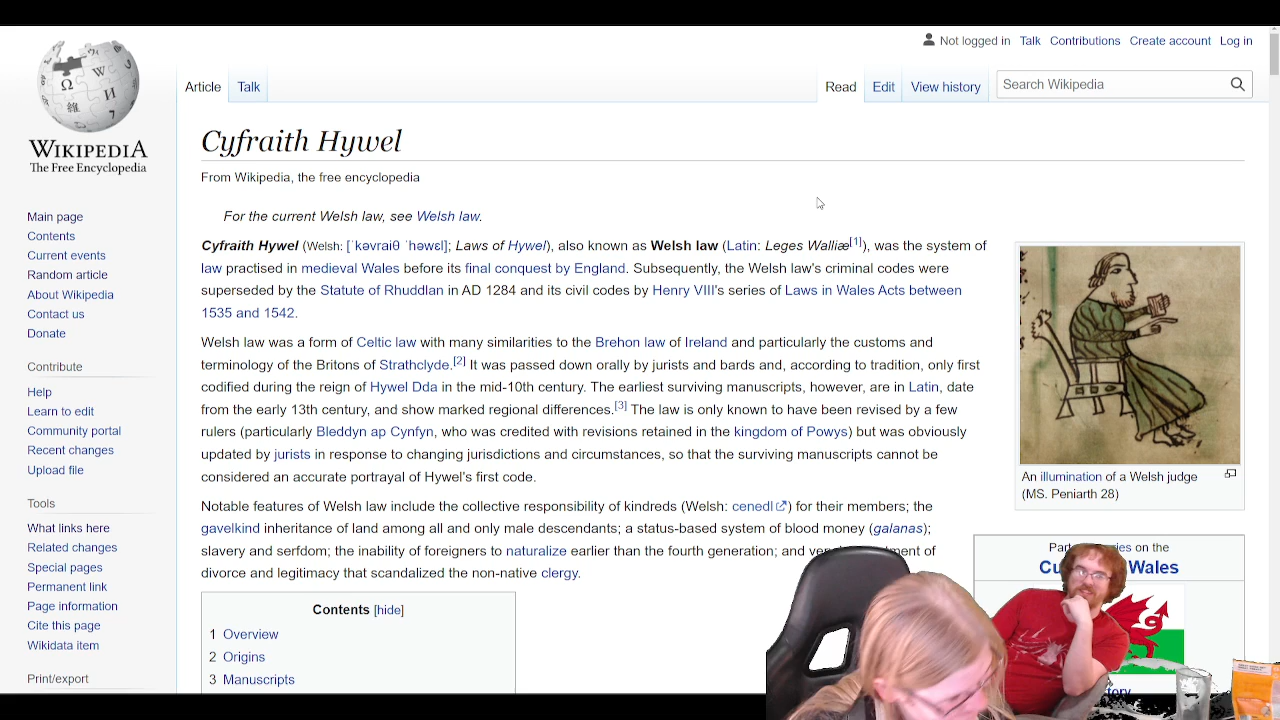 Not logged in Talk Contributions Create account Log in
Article Talk Read Edit View history Search Wikipedia
WIKIPEDIA
The Free Encyclopedia
Main page
Contents
Current events
Random article
About Wikipedia
Contact us
Donate
Contribute
Help
Learn to edit
Community portal
Recent changes
Upload file
Tools
What links here
Related changes
Special pages
Permanent link
Page information
Cite this page
Wikidata item
Print/export
Cyfraith Hywel
From Wikipedia, the free encyclopedia
For the current Welsh law, see Welsh law.
Cyfraith Hywel (Welsh: [ˈkəvraiθ ˈhəwɛl]; Laws of Hywel), also known as Welsh law (Latin: Leges Walliæ[1]), was the system of
law practised in medieval Wales before its final conquest by England. Subsequently, the Welsh law's criminal codes were
superseded by the Statute of Rhuddlan in AD 1284 and its civil codes by Henry VIII's series of Laws in Wales Acts between
1535 and 1542.
Welsh law was a form of Celtic law with many similarities to the Brehon law of Ireland and particularly the customs and
terminology of the Britons of Strathclyde.[2] It was passed down orally by jurists and bards and, according to tradition, only first
codified during the reign of Hywel Dda in the mid-10th century. The earliest surviving manuscripts, however, are in Latin, date
from the early 13th century, and show marked regional differences.[3] The law is only known to have been revised by a few
rulers (particularly Bleddyn ap Cynfyn, who was credited with revisions retained in the kingdom of Powys) but was obviously
updated by jurists in response to changing jurisdictions and circumstances, so that the surviving manuscripts cannot be
considered an accurate portrayal of Hywel's first code.
Notable features of Welsh law include the collective responsibility of kindreds (Welsh: cenedl) for their members; the
gavelkind inheritance of land among all and only male descendants; a status-based system of blood money (galanas);
slavery and serfdom; the inability of foreigners to naturalize earlier than the fourth generation; and of
divorce and legitimacy that scandalized the non-native clergy.
Contents [hide]
1 Overview
2 Origins
3 Manuscripts
An illumination of a Welsh judge
(MS. Peniarth 28)
on the
Wales